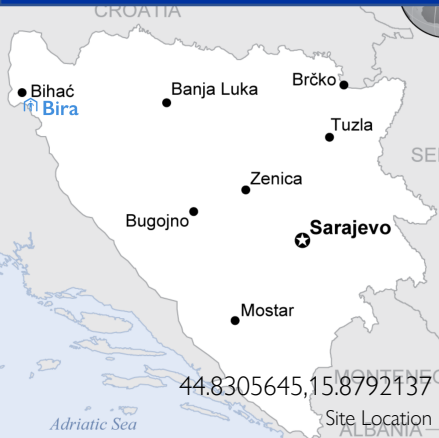 CROATIA
Bihać
Bira
Banja Luka
Brčko
Tuzla
SE
Zenica
Bugojno
Sarajevo
Mostar
44.8305645,15.8792137
MONTENEG
Site Location
Adriatic Sea
ALBANIA